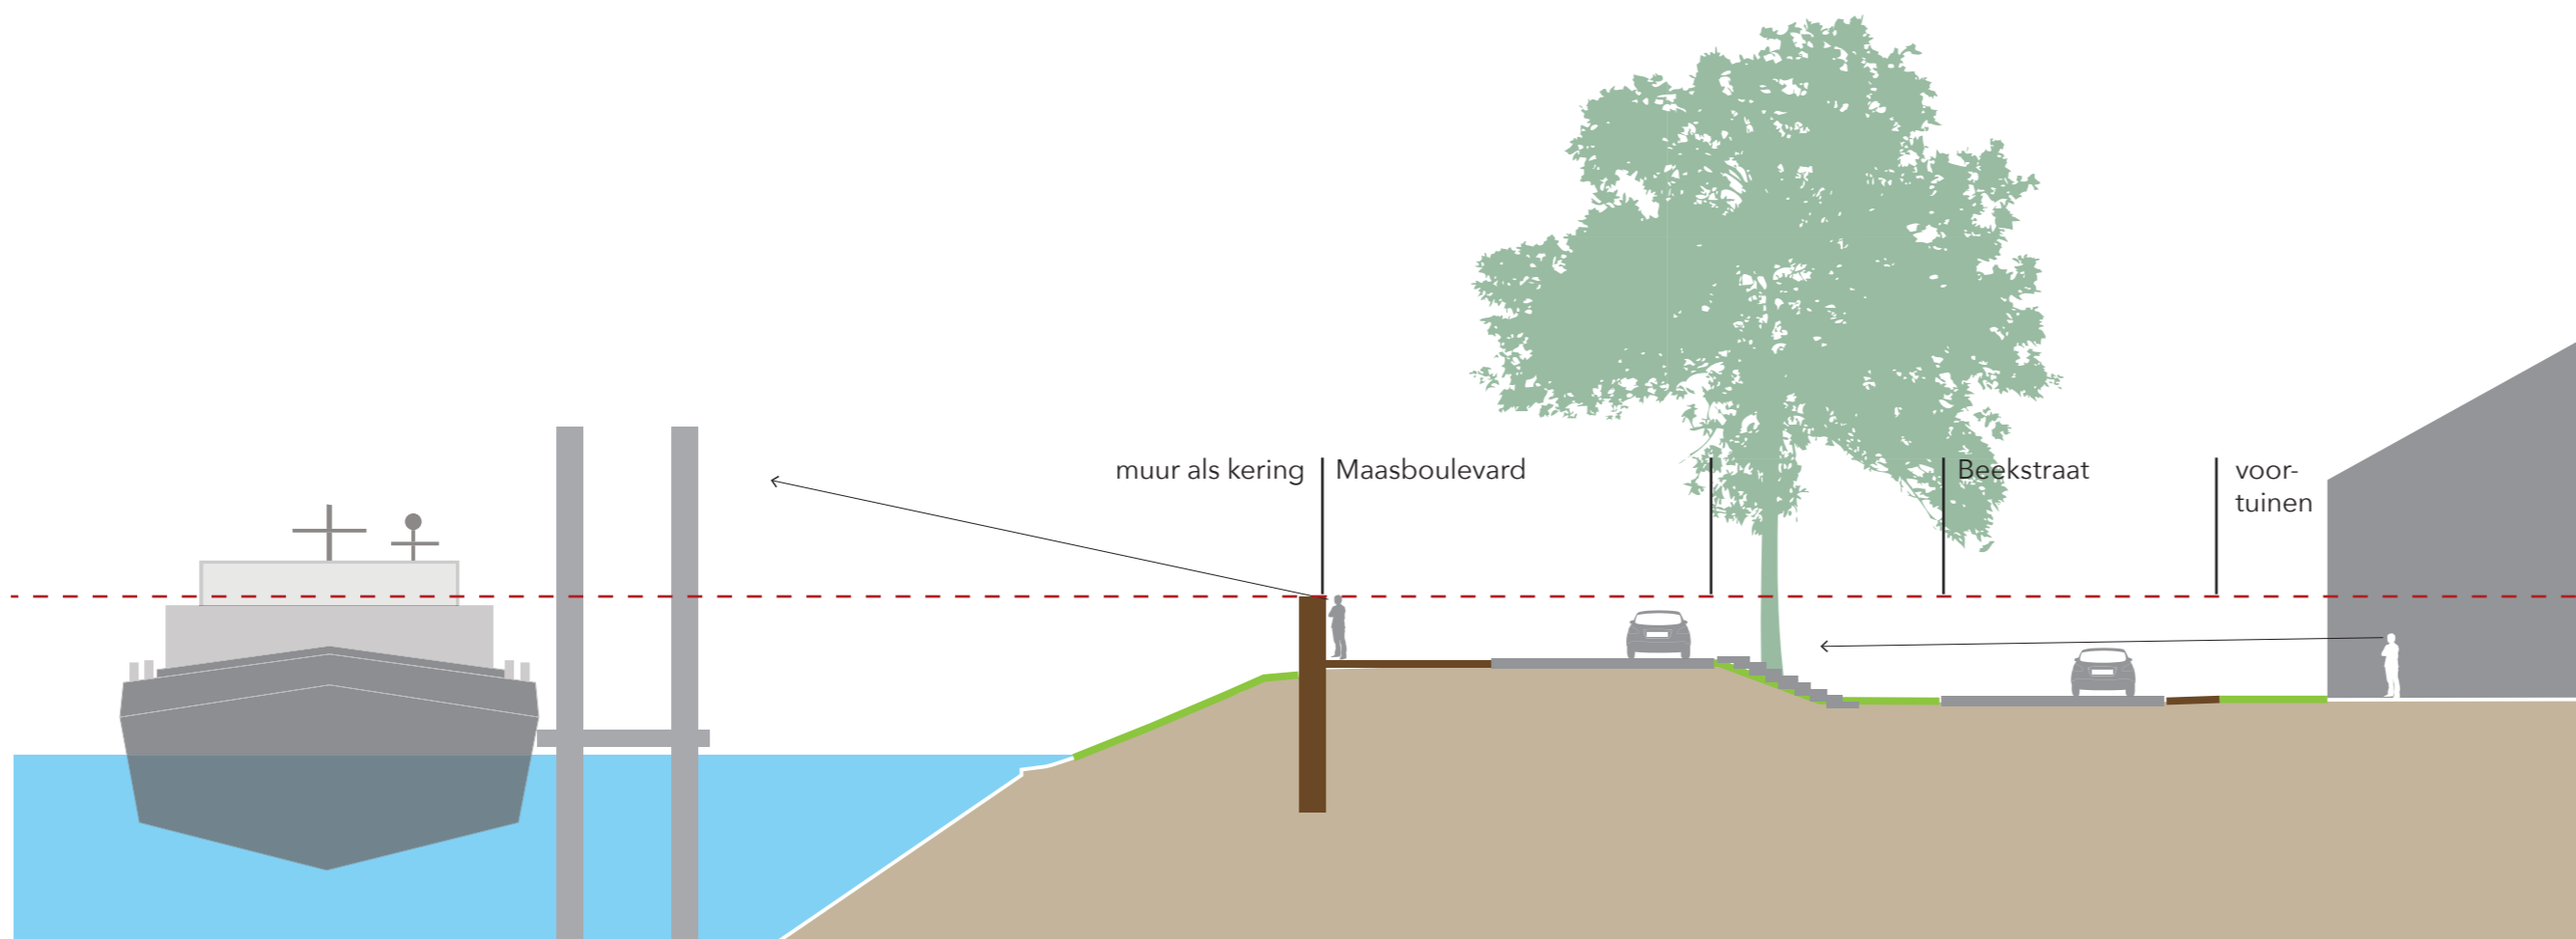 muur als kering
Maasboulevard
Beekstraat
voor-
tuinen